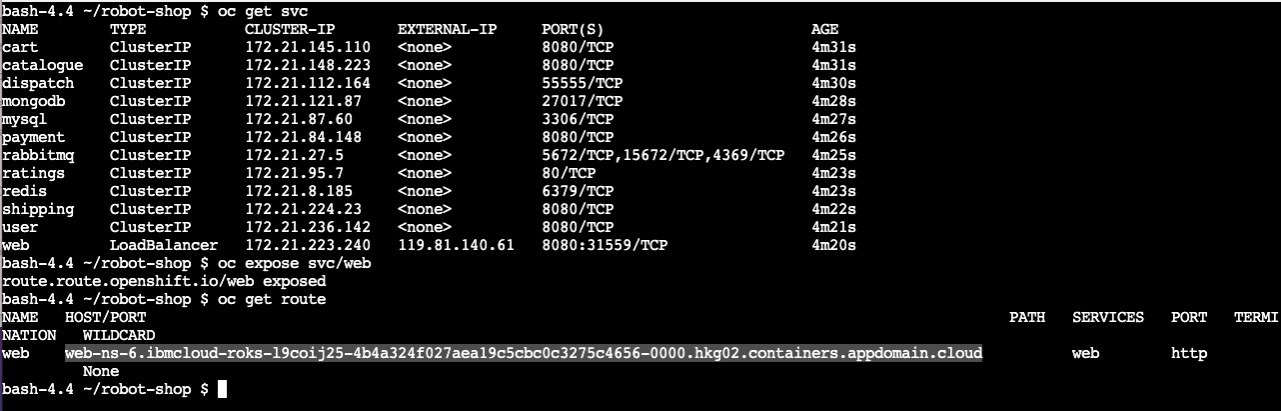 bash-4.4 ~/robot-shop $ oc get svc
NAME TYPE CLUSTER-IP EXTERNAL-IP PORT(S) AGE
cart ClusterIP 172.21.145.110 <none> 8080/TCP 4m31s
catalogue ClusterIP 172.21.148.223 <none> 8080/TCP 4m31s
dispatch ClusterIP 172.21.112.164 <none> 55555/TCP 4m30s
mongodb ClusterIP 172.21.121.87 <none> 27017/TCP 4m28s
mysql ClusterIP 172.21.87.60 <none> 3306/TCP 4m27s
payment ClusterIP 172.21.84.148 <none> 8080/TCP 4m26s
rabbitmq ClusterIP 172.21.27.5 <none> 5672/TCP,15672/TCP,4369/TCP 4m25s
ratings ClusterIP 172.21.95.7 <none> 80/TCP 4m23s
redis ClusterIP 172.21.8.185 <none> 6379/TCP 4m23s
shipping ClusterIP 172.21.224.23 <none> 8080/TCP 4m22s
user ClusterIP 172.21.236.142 <none> 8080/TCP 4m21s
web LoadBalancer 172.21.223.240 119.81.140.61 8080:31559/TCP 4m20s
bash-4.4 ~/robot-shop $ oc expose svc/web
route.route.openshift.io/web exposed
bash-4.4 ~/robot-shop $ oc get route
NAME HOST/PORT PATH SERVICES PORT TERMI
NATION WILDCARD
web web-ns-6.ibmcloud-roks-l9coij25-4b4a324f027aea19c5cbc0c3275c4656-0000.hkg02.containers.appdomain.cloud web http
None
bash-4.4 ~/robot-shop $